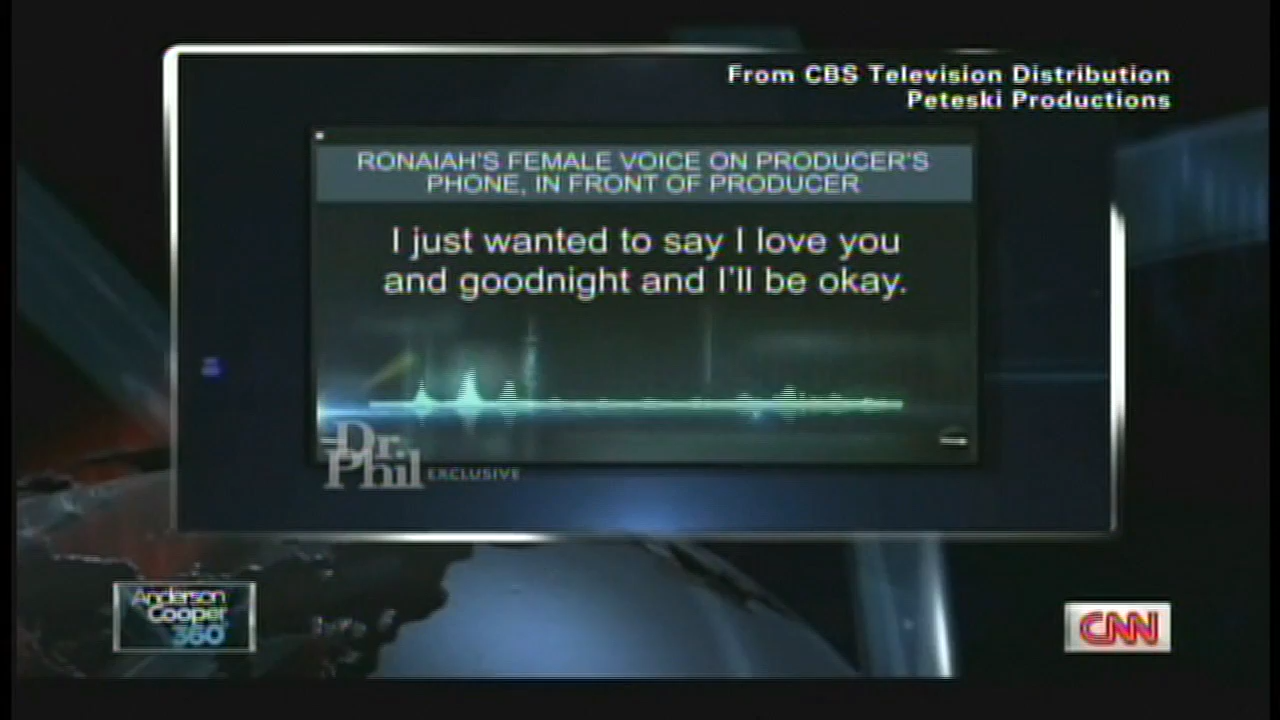 From CBS Television Distribution
Peteski Productions
RONAIAH'S FEMALE VOICE ON PRODUCER'S
PHONE, IN FRONT OF PRODUCER
I just wanted to say I love you
and goodnight and I'll be okay.
Dr.
Phil EXCLUSIVE
Anderson
Cooper
360°
CNN